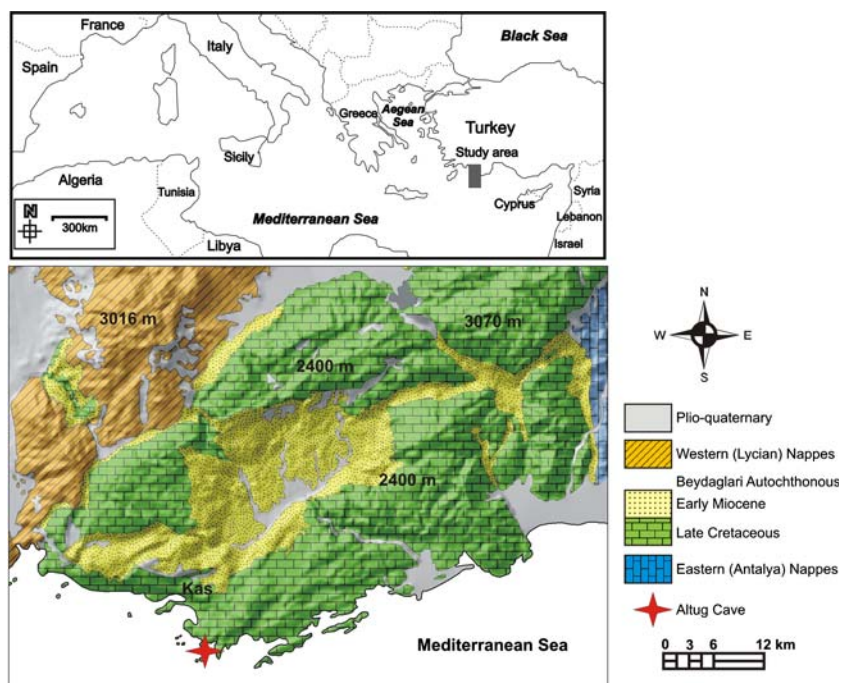 France
Italy
Black Sea
Spain
Greece
Aegean
Sea
Turkey
Study area
Sicily
Algeria
Tunisia
Syria
Cyprus
Lebanon
N
300km
Mediterranean Sea
Libya
Israel
3016 m
3070 m
2400 m
2400 m
Kas
Mediterranean Sea
N
W E
S
Plio-quaternary
Western (Lycian) Nappes
Beydaglari Autochthonous
Early Miocene
Late Cretaceous
Eastern (Antalya) Nappes
Altug Cave
0 3 6 12 km